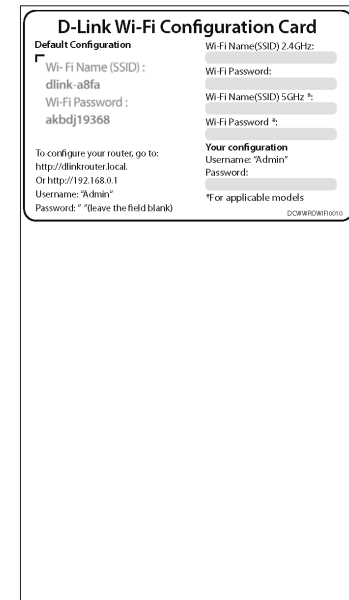 D-Link Wi-Fi Configuration Card
Default Configuration
Wi- Fi Name (SSID) :
dlink-a8fa
Wi-Fi Password :
akbdj19368
To configure your router, go to:
http://dlinkrouter.local.
Or http://192.168.0.1
Username: "Admin"
Password: " "(leave the field blank)
Wi-Fi Name(SSID) 2.4GHz:
Wi-Fi Password:
Wi-Fi Name(SSID) 5GHz *:
Wi-Fi Password *:
Your configuration
Username: "Admin"
Password:
*For applicable models
DCWWRDWIFI0010